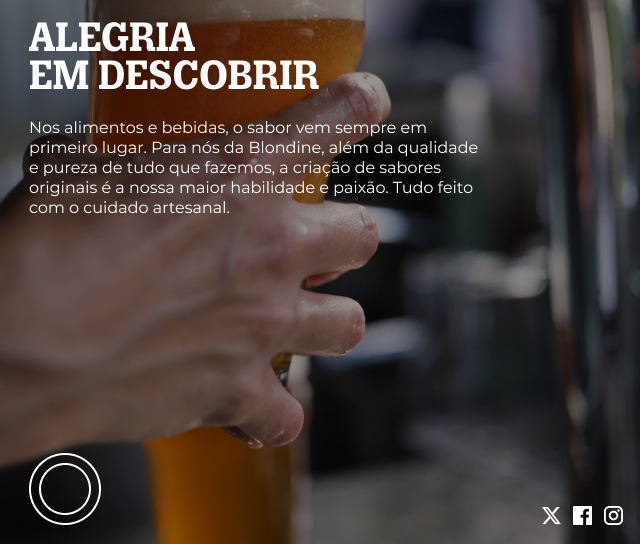 ALEGRIA
EM DESCOBRIR
Nos alimentos e bebidas, o sabor vem sempre em
primeiro lugar. Para nós da Blondine, além da qualidade
e pureza de tudo que fazemos, a criação de sabores
originais é a nossa maior habilidade e paixão. Tudo feito
com o cuidado artesanal.